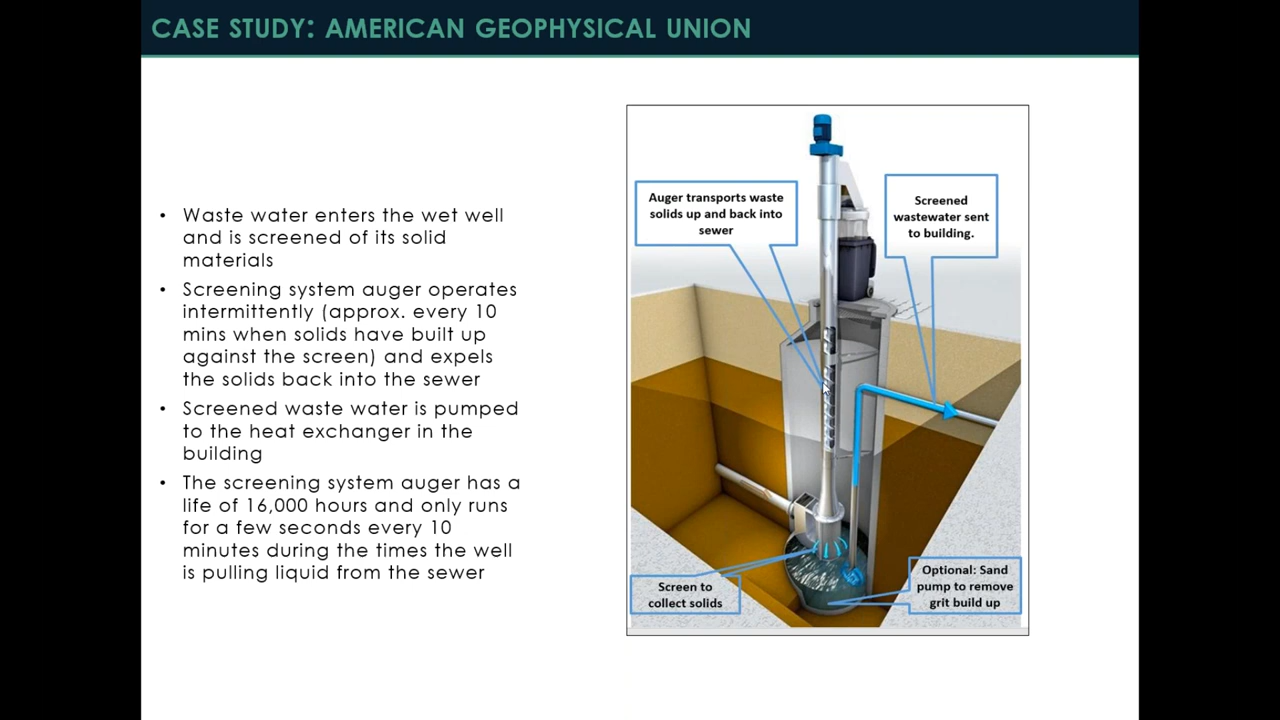 CASE STUDY: AMERICAN GEOPHYSICAL UNION
• Waste water enters the wet well
and is screened of its solid
materials
• Screening system auger operates
intermittently (approx. every 10
mins when solids have built up
against the screen) and expels
the solids back into the sewer
• Screened waste water is pumped
to the heat exchanger in the
building
• The screening system auger has a
life of 16,000 hours and only runs
for a few seconds every 10
minutes during the times the well
is pulling liquid from the sewer
Auger transports waste
solids up and back into
sewer
Screened
wastewater sent
to building.
Screen to
collect solids
Optional: Sand
pump to remove
grit build up